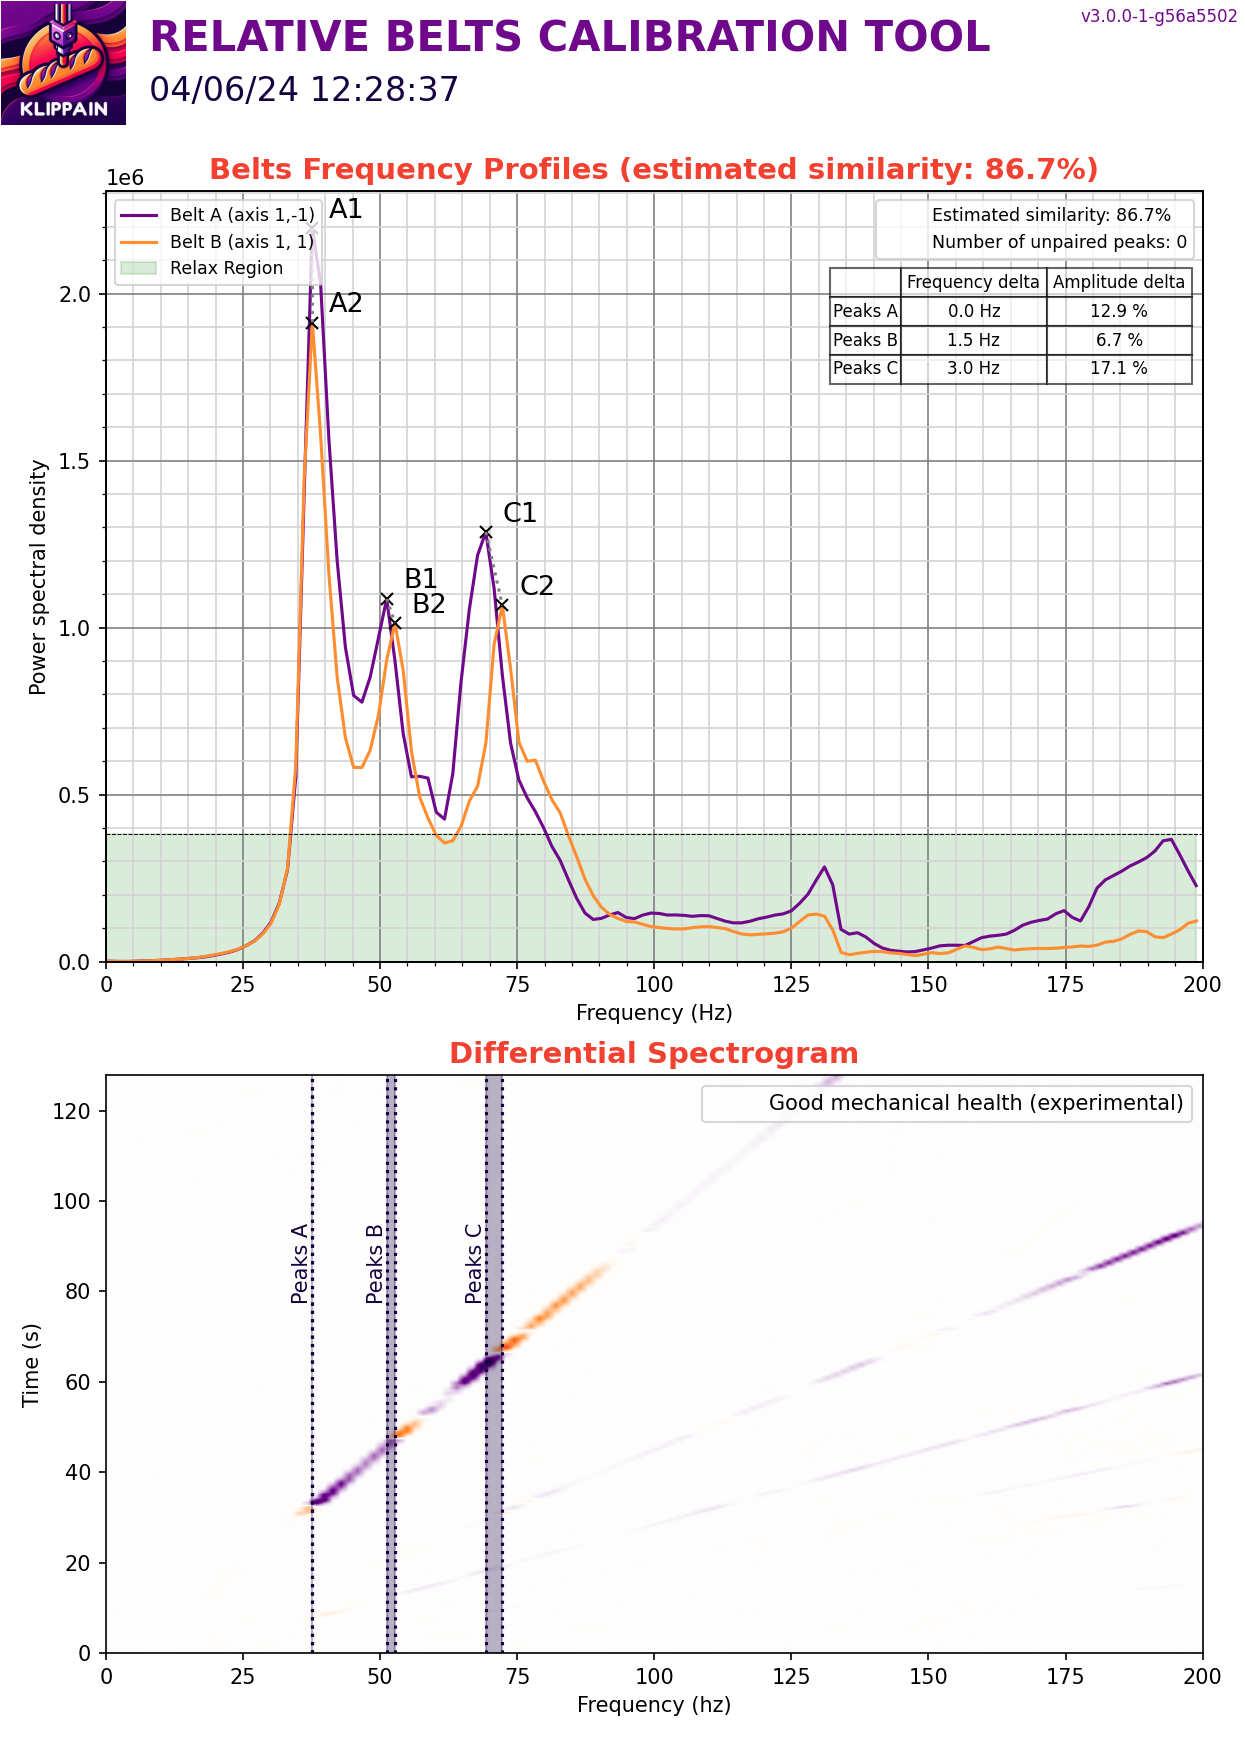 v3.0.0-1-g56a5502
RELATIVE BELTS CALIBRATION TOOL
04/06/24 12:28:37
KLIPPAIN
Belts Frequency Profiles (estimated similarity: 86.7%)
1e6
Belt A (axis 1,-1)
Belt B (axis 1, 1)
Relax Region
Estimated similarity: 86.7%
Number of unpaired peaks: 0
Frequency delta Amplitude delta
Peaks A 0.0 Hz 12.9 %
Peaks B 1.5 Hz 6.7 %
Peaks C 3.0 Hz 17.1 %
A1
A2
B1
B2
C1
C2
Power spectral density
2.0
1.5
1.0
0.5
0.0
0 25 50 75 100 125 150 175 200
Frequency (Hz)
Differential Spectrogram
Good mechanical health (experimental)
Peaks A
Peaks B
Peaks C
Time (s)
120
100
80
60
40
20
0
0 25 50 75 100 125 150 175 200
Frequency (hz)